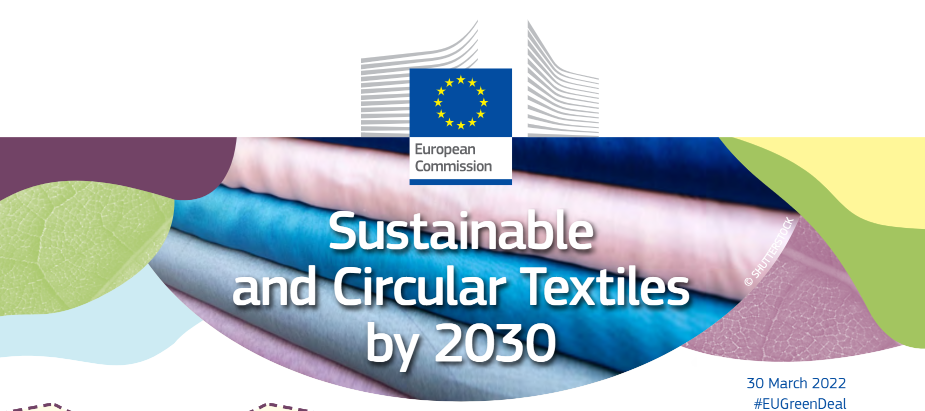 European
Commission
Sustainable
and Circular Textiles
by 2030
© SHUTTERSTOCK
30 March 2022
#EUGreenDeal